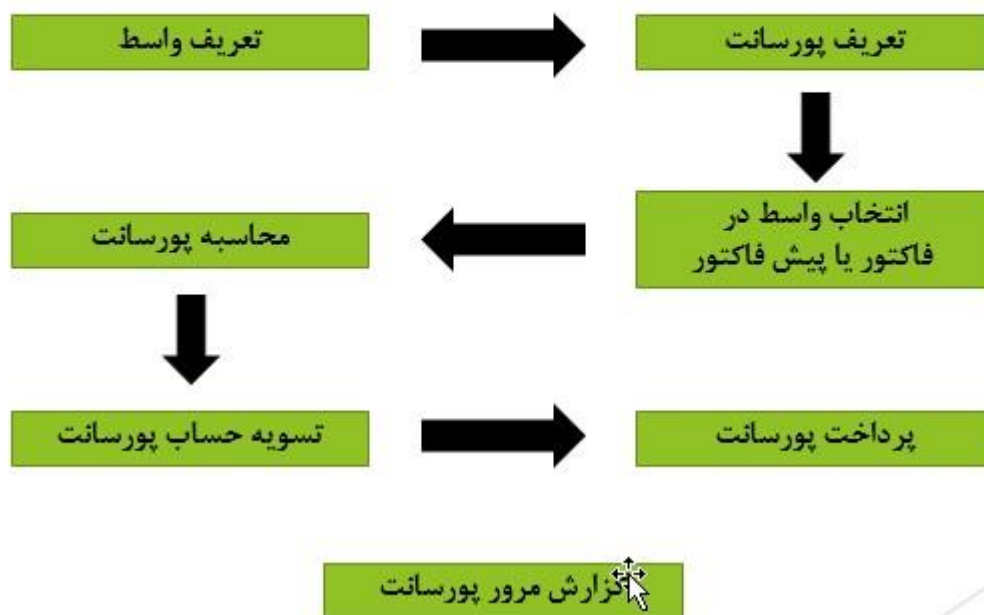 تعریف واسط
تعریف پورسانت
انتخاب واسط در
فاکتور یا پیش فاکتور
محاسبه پورسانت
تسویه حساب پورسانت
پرداخت پورسانت
گزارش مرور پورسانت